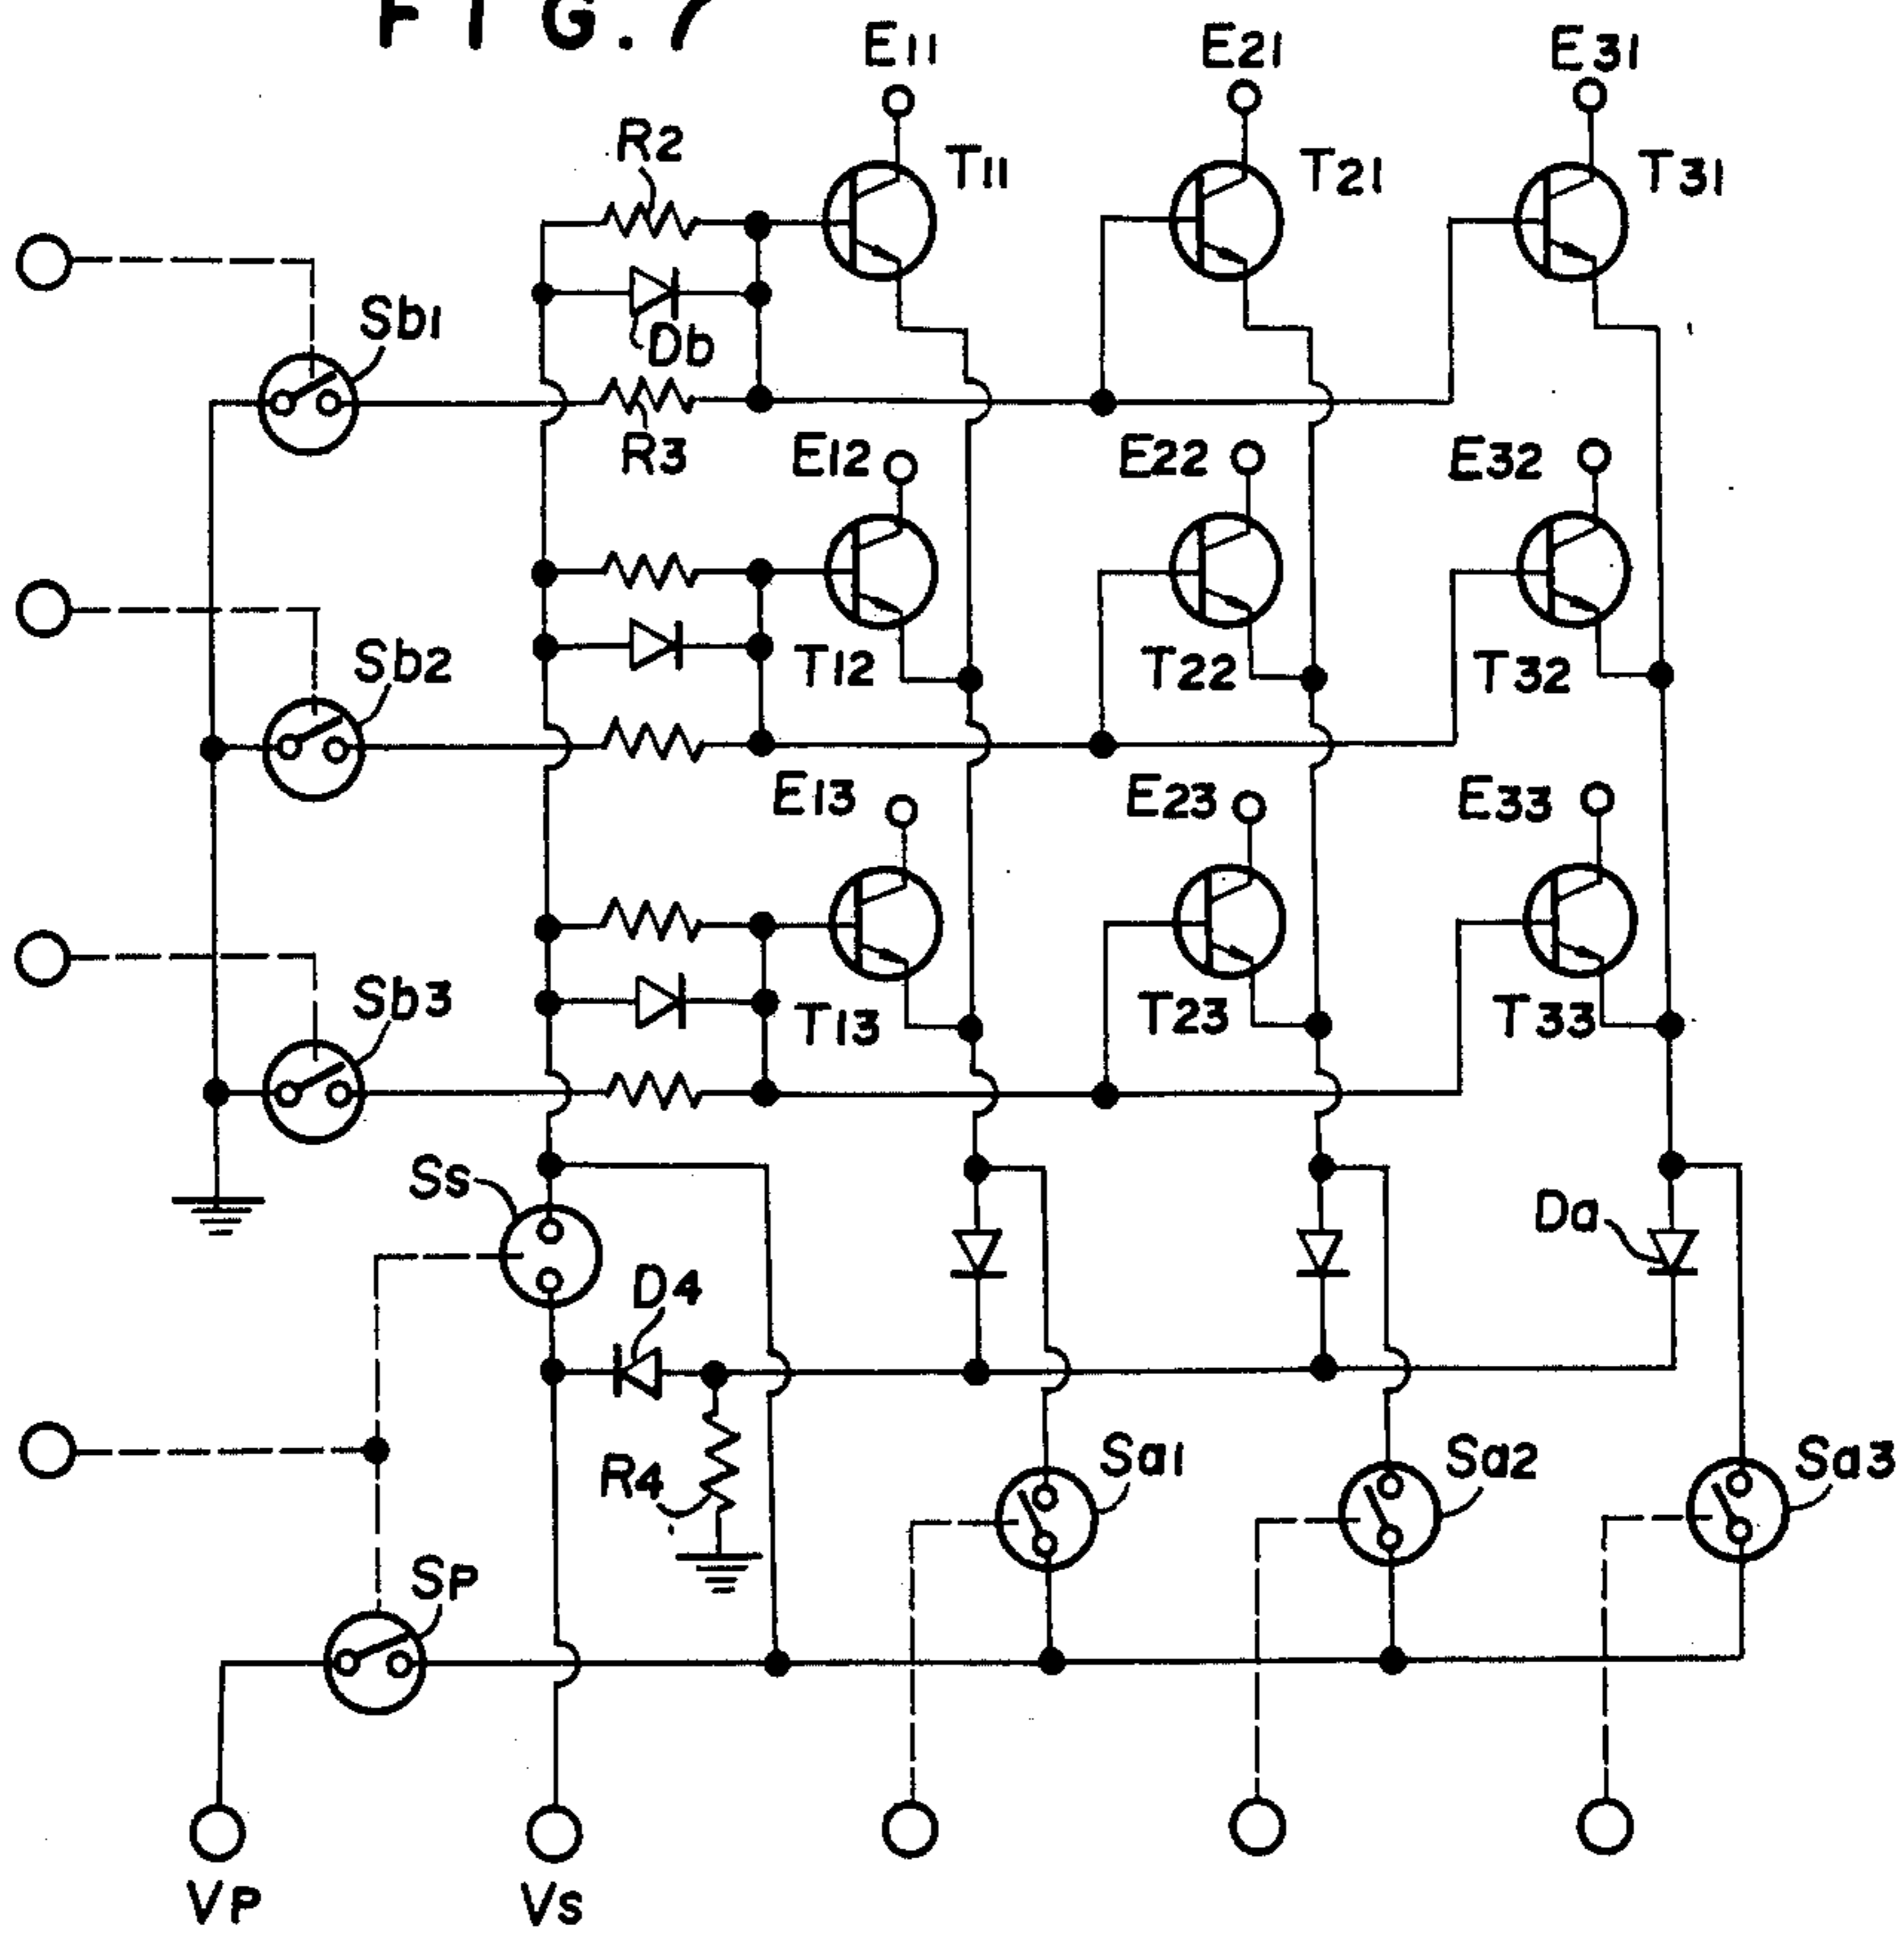 FIG.7
E11 E21 E31
R2 T11 T21 T31
Sb1 Db
R3 E12 E22 E32
Sb2 T12 T22 T32
E13 E23 E33
Sb3 T13 T23 T33
Ss Da
D4
R4 Sa1 Sa2 Sa3
SP
VP Vs